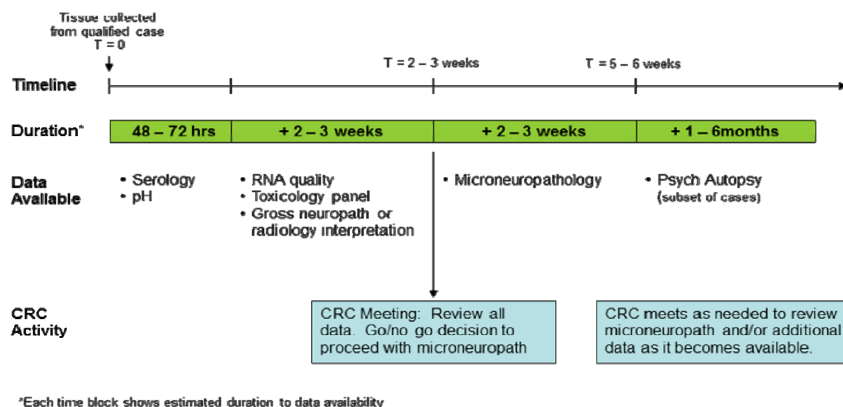 Tissue collected
from qualified case
T = 0
T = 2 – 3 weeks
T = 5 – 6 weeks
Timeline
Duration*
48 – 72 hrs
+ 2 – 3 weeks
+ 2 – 3 weeks
+ 1 – 6months
Data
Available
• Serology
• pH
• RNA quality
• Toxicology panel
• Gross neuropath or
radiology interpretation
• Microneuropathology
• Psych Autopsy
(subset of cases)
CRC
Activity
CRC Meeting: Review all
data. Go/no go decision to
proceed with microneuropath
CRC meets as needed to review
microneuropath and/or additional
data as it becomes available.
*Each time block shows estimated duration to data availability